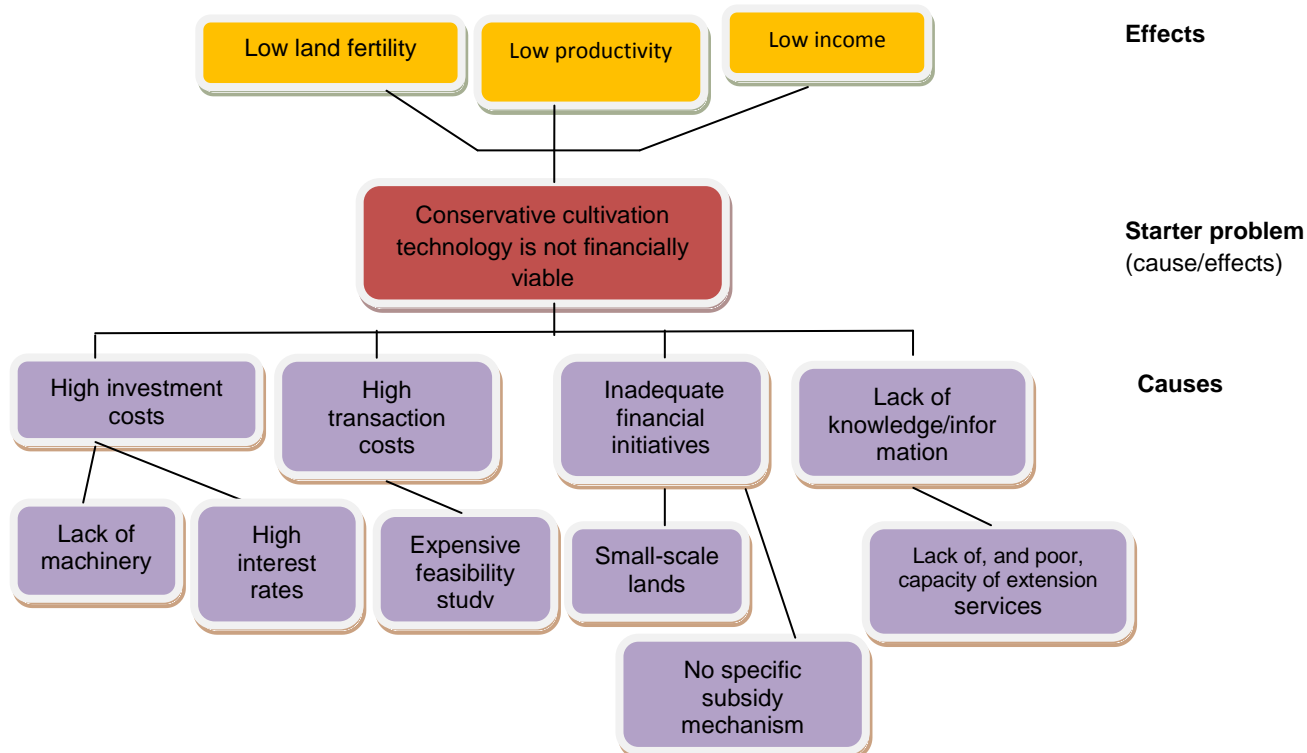 Low land fertility
Low productivity
Low income
Effects
Conservative cultivation
technology is not financially
viable
Starter problem
(cause/effects)
High investment
costs
High
transaction
costs
Inadequate
financial
initiatives
Lack of
knowledge/infor
mation
Causes
Lack of
machinery
High
interest
rates
Expensive
feasibility
study
Small-scale
lands
No specific
subsidy
mechanism
Lack of, and poor,
capacity of extension
services